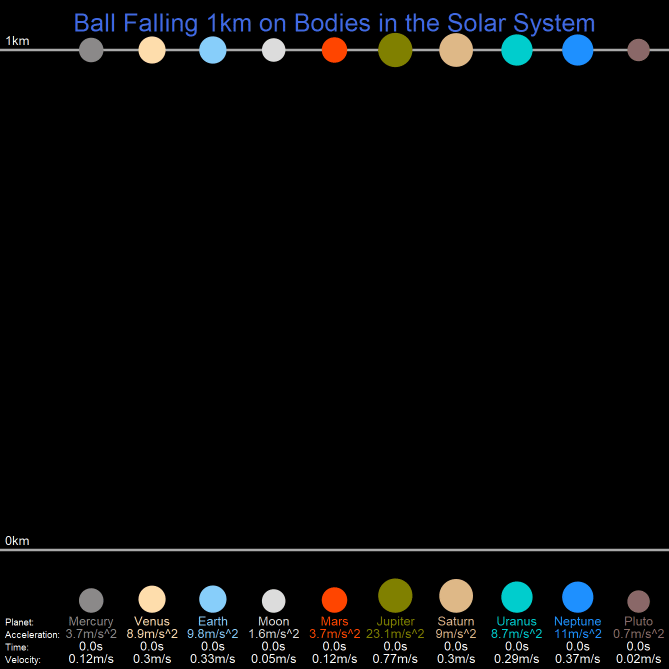 Ball Falling 1km on Bodies in the Solar System
1km
0km
Planet: Mercury Venus Earth Moon Mars Jupiter Saturn Uranus Neptune Pluto
Acceleration: 3.7m/s^2 8.9m/s^2 9.8m/s^2 1.6m/s^2 3.7m/s^2 23.1m/s^2 9m/s^2 8.7m/s^2 11m/s^2 0.7m/s^2
Time: 0.0s 0.0s 0.0s 0.0s 0.0s 0.0s 0.0s 0.0s 0.0s 0.0s
Velocity: 0.12m/s 0.3m/s 0.33m/s 0.05m/s 0.12m/s 0.77m/s 0.3m/s 0.29m/s 0.37m/s 0.02m/s